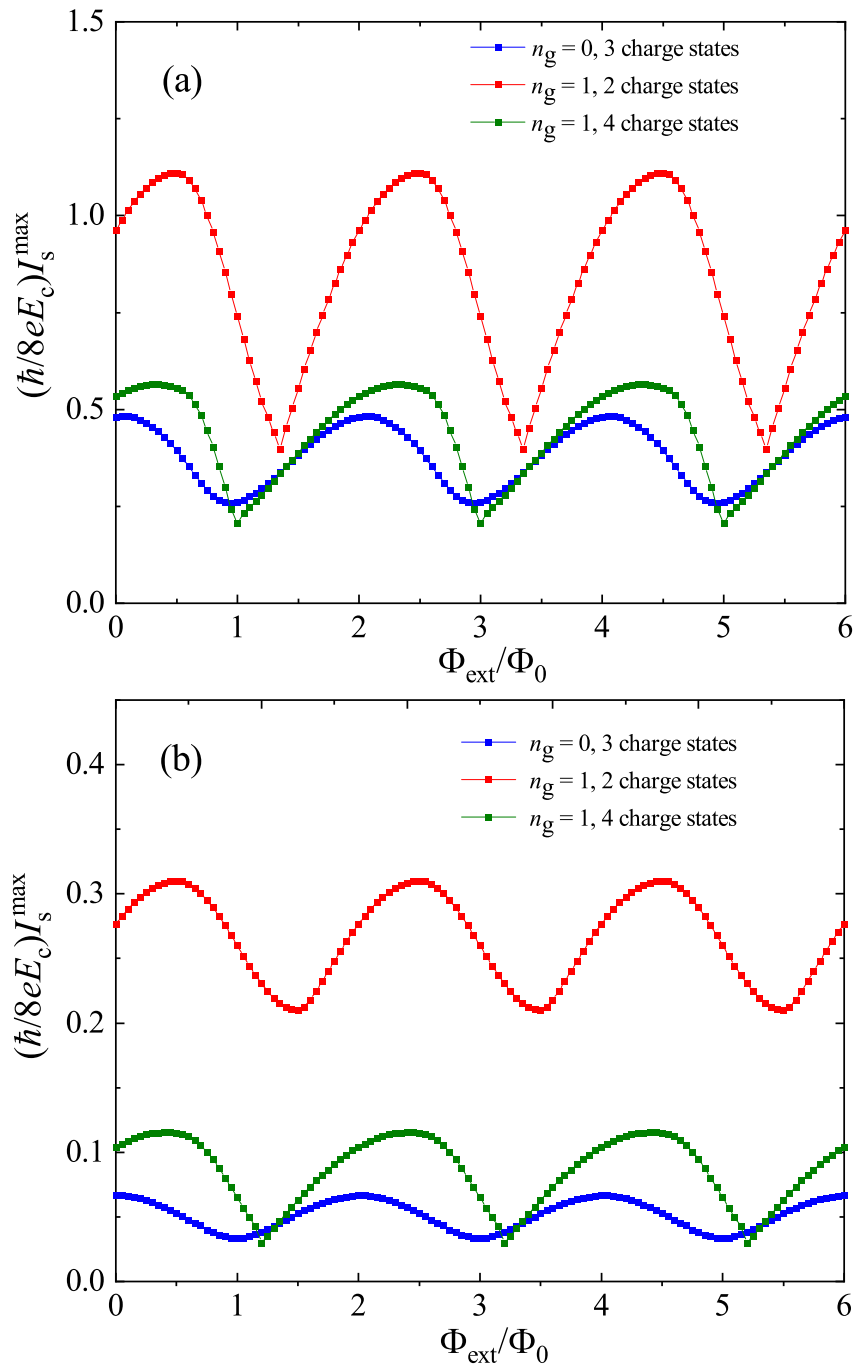 (a)
n_g = 0, 3 charge states
n_g = 1, 2 charge states
n_g = 1, 4 charge states
1.5
1.0
0.5
0.0
(ħ/8eE_c)I_s^max
0 1 2 3 4 5 6
Φ_ext/Φ_0
(b)
n_g = 0, 3 charge states
n_g = 1, 2 charge states
n_g = 1, 4 charge states
0.4
0.3
0.2
0.1
0.0
(ħ/8eE_c)I_s^max
0 1 2 3 4 5 6
Φ_ext/Φ_0